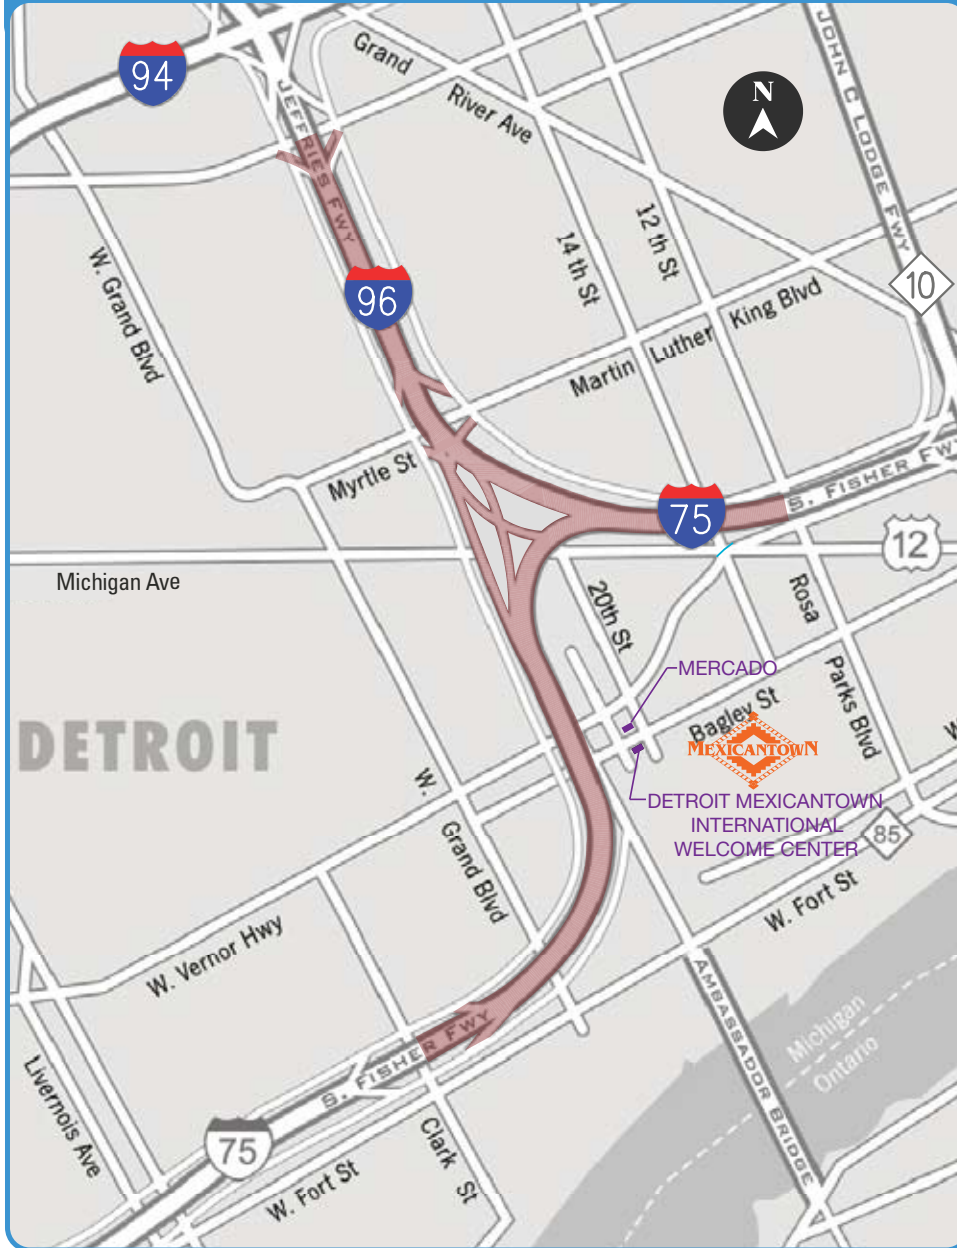 94
JEFFRIES FWY
Grand
River Ave
N
JOHN C LODGE FWY
W. Grand Blvd
96
14 th St
12 th St
10
Martin Luther King Blvd
Myrtle St
75
S. FISHER FWY
12
Michigan Ave
20th St
Rosa
Parks Blvd
MERCADO
Bagley St
MEXICANTOWN
DETROIT
DETROIT MEXICANTOWN
INTERNATIONAL
WELCOME CENTER
85
W.
Grand Blvd
W. Fort St
W. Vernor Hwy
AMBASSADOR BRIDGE
Michigan
Ontario
S. FISHER FWY
Livernois Ave
75
Clark
St
W. Fort St